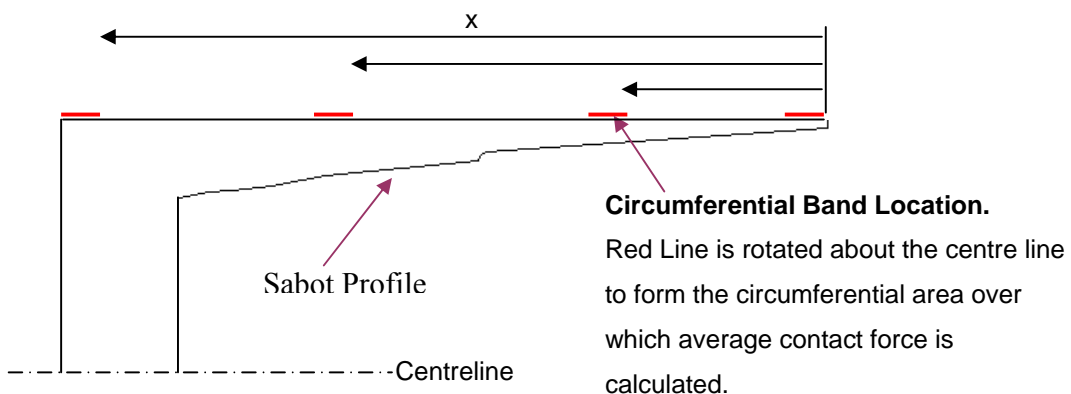 x
Circumferential Band Location.
Red Line is rotated about the centre line
Sabot Profile
to form the circumferential area over
which average contact force is
Centreline
calculated.